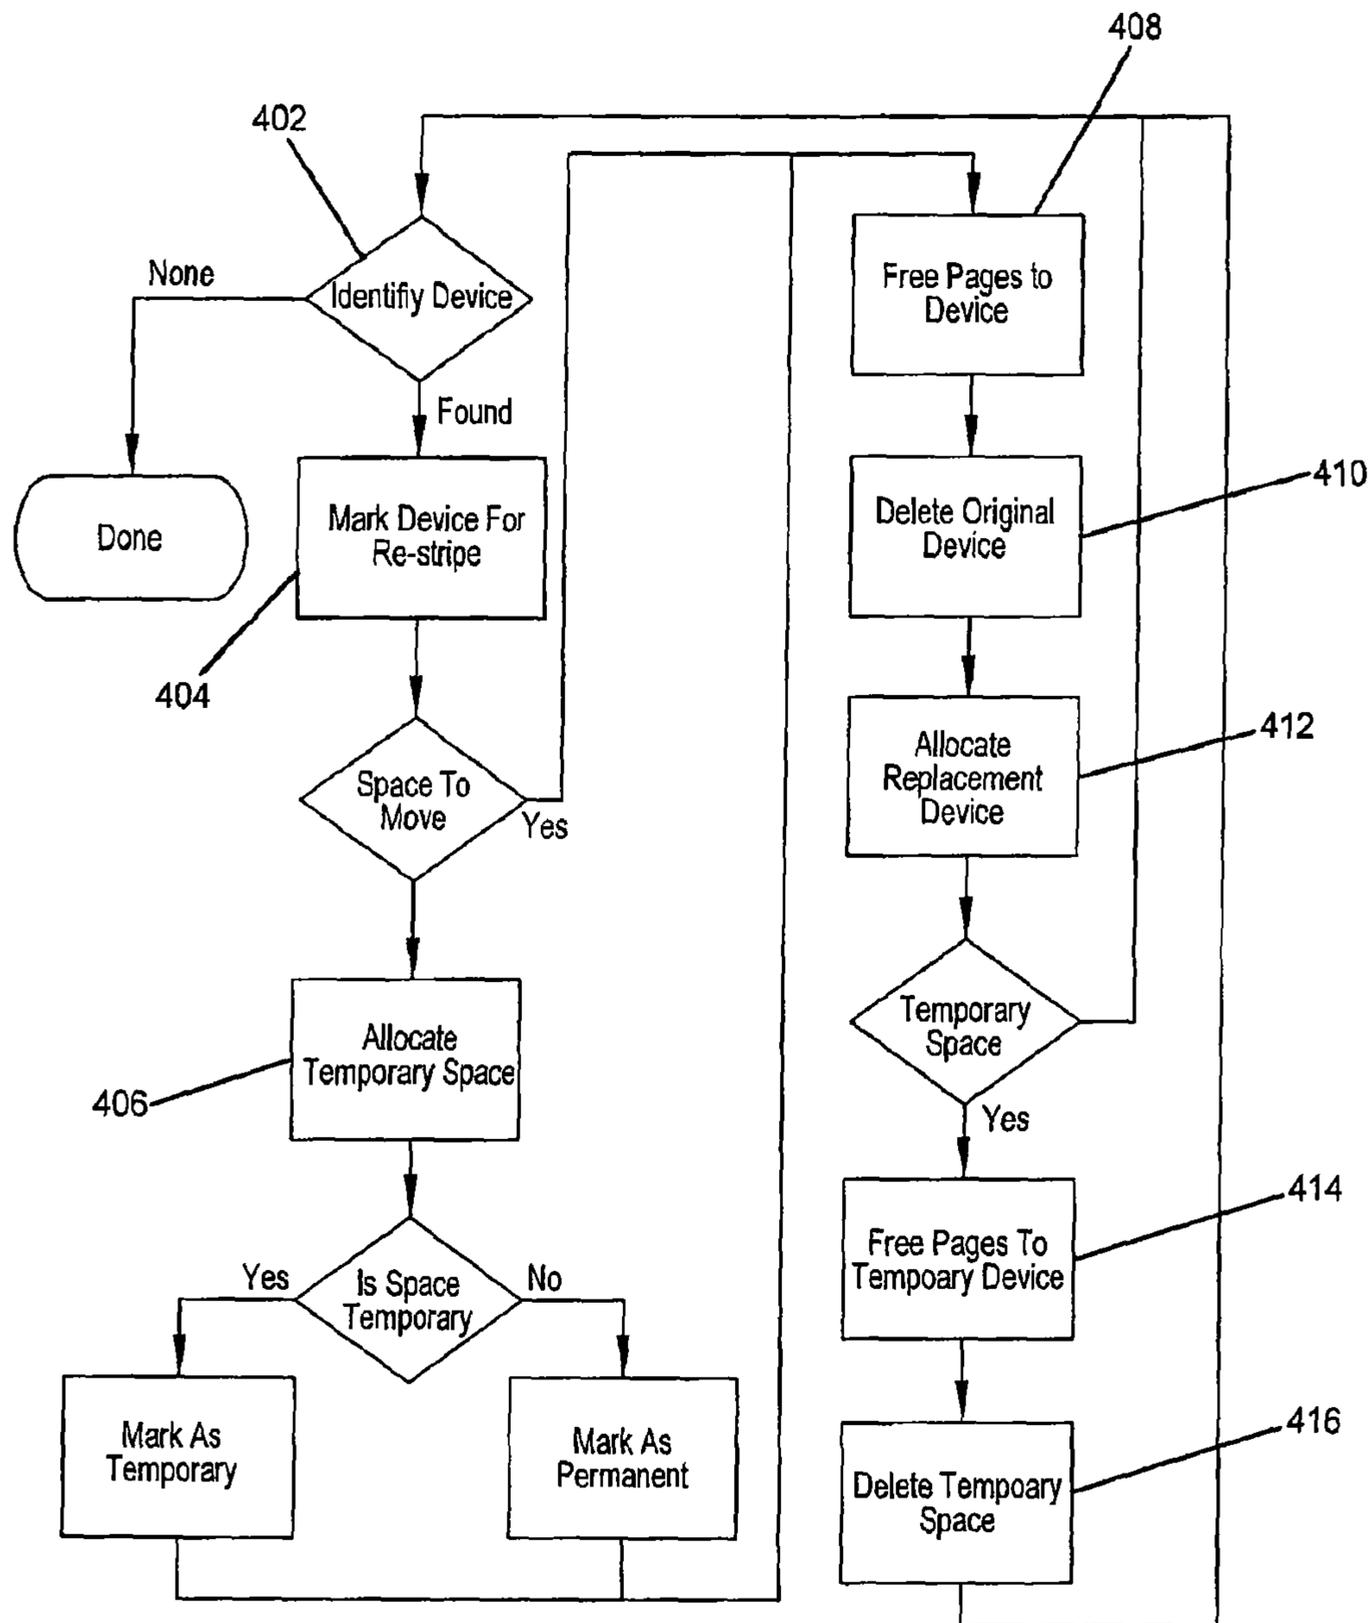 408
402
None
Identifiy Device
Free Pages to
Device
Found
Done
Mark Device For
Re-stripe
Delete Original
Device
410
404
Space To
Move
Yes
Allocate
Replacement
Device
412
Allocate
Temporary Space
406
Temporary
Space
Yes
Yes
Is Space
Temporary
No
Free Pages To
Tempoary Device
414
Mark As
Temporary
Mark As
Permanent
Delete Tempoary
Space
416